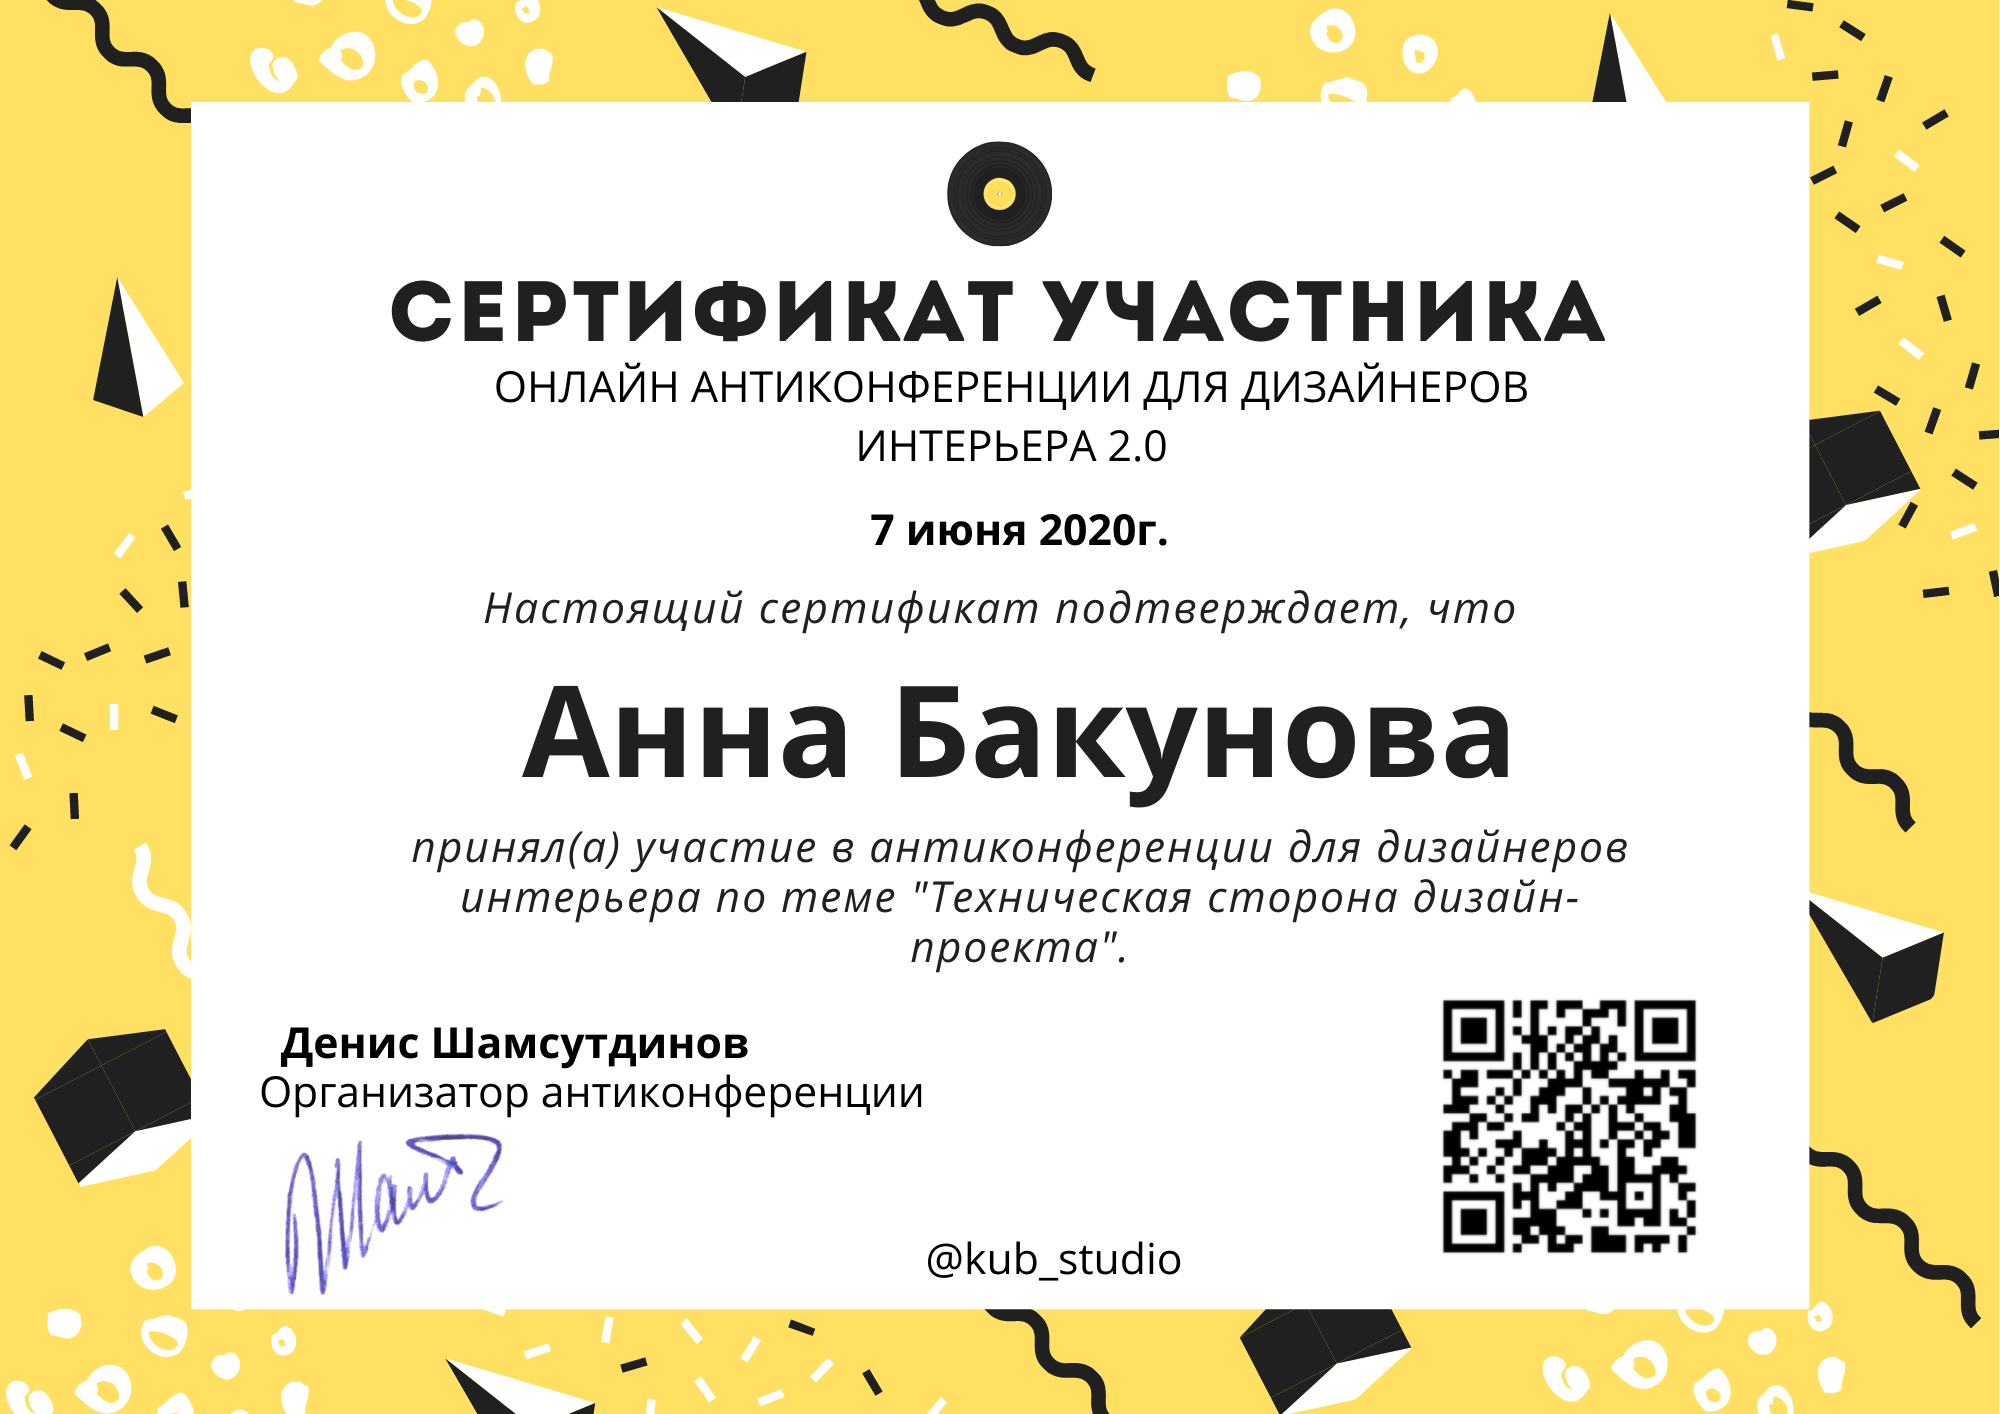 СЕРТИФИКАТ УЧАСТНИКА
ОНЛАЙН АНТИКОНФЕРЕНЦИИ ДЛЯ ДИЗАЙНЕРОВ
ИНТЕРЬЕРА 2.0
7 июня 2020г.
Настоящий сертификат подтверждает, что
Анна Бакунова
принял(а) участие в антиконференции для дизайнеров
интерьера по теме "Техническая сторона дизайн-
проекта".
Денис Шамсутдинов
Организатор антиконференции
@kub_studio